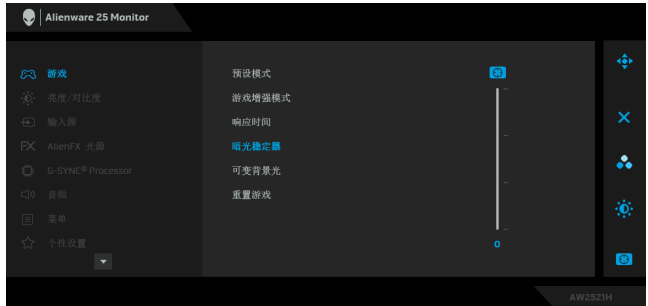 Alienware 25 Monitor
游戏
亮度/对比度
输入源
AlienFX 光源
G-SYNC® Processor
音频
菜单
个性设置
预设模式
游戏增强模式
响应时间
暗光稳定器
可变背景光
重置游戏
0
AW2521H